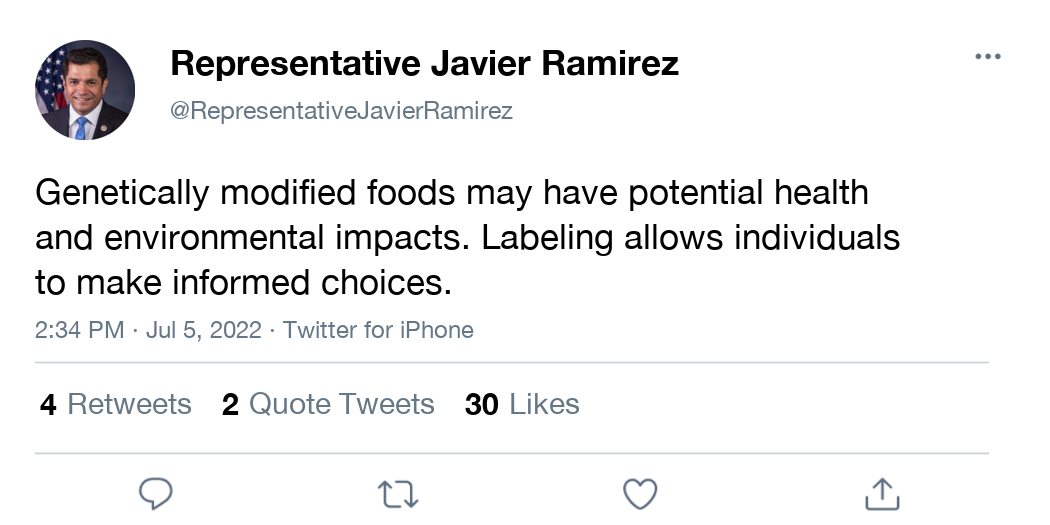 Representative Javier Ramirez
@RepresentativeJavierRamirez
Genetically modified foods may have potential health
and environmental impacts. Labeling allows individuals
to make informed choices.
2:34 PM · Jul 5, 2022 · Twitter for iPhone
4 Retweets 2 Quote Tweets 30 Likes